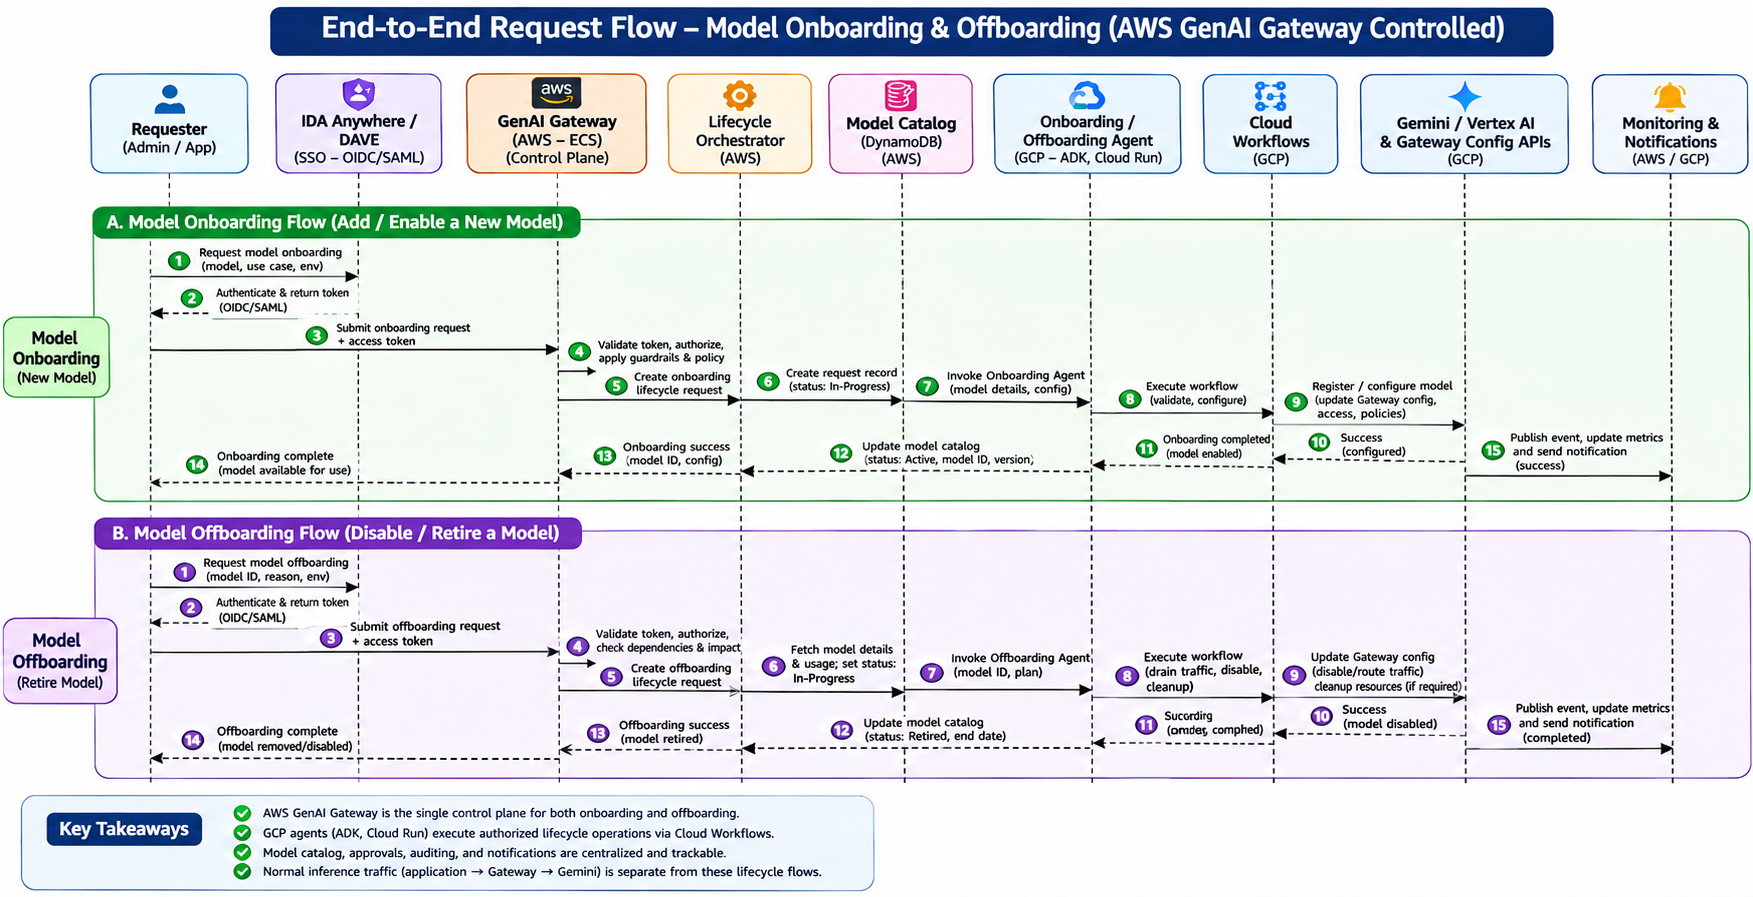 End-to-End Request Flow – Model Onboarding & Offboarding (AWS GenAI Gateway Controlled)
Requester
(Admin / App)
IDA Anywhere /
DAVE
(SSO – OIDC/SAML)
aws
GenAI Gateway
(AWS – ECS)
(Control Plane)
Lifecycle
Orchestrator
(AWS)
Model Catalog
(DynamoDB)
(AWS)
Onboarding /
Offboarding Agent
(GCP – ADK, Cloud Run)
Cloud
Workflows
(GCP)
Gemini / Vertex AI
& Gateway Config APIs
(GCP)
Monitoring &
Notifications
(AWS / GCP)
A. Model Onboarding Flow (Add / Enable a New Model)
Model
Onboarding
(New Model)
1 Request model onboarding
(model, use case, env)
2 Authenticate & return token
(OIDC/SAML)
3 Submit onboarding request
+ access token
4 Validate token, authorize,
apply guardrails & policy
5 Create onboarding
lifecycle request
6 Create request record
(status: In-Progress)
7 Invoke Onboarding Agent
(model details, config)
8 Execute workflow
(validate, configure)
9 Register / configure model
(update Gateway config,
access, policies)
10 Success
(configured)
11 Onboarding completed
(model enabled)
12 Update model catalog
(status: Active, model ID, version)
13 Onboarding success
(model ID, config)
14 Onboarding complete
(model available for use)
15 Publish event, update metrics
and send notification
(success)
B. Model Offboarding Flow (Disable / Retire a Model)
Model
Offboarding
(Retire Model)
1 Request model offboarding
(model ID, reason, env)
2 Authenticate & return token
(OIDC/SAML)
3 Submit offboarding request
+ access token
4 Validate token, authorize,
check dependencies & impact
5 Create offboarding
lifecycle request
6 Fetch model details
& usage; set status:
In-Progress
7 Invoke Offboarding Agent
(model ID, plan)
8 Execute workflow
(drain traffic, disable,
cleanup)
9 Update Gateway config
(disable/route traffic)
cleanup resources (if required)
10 Success
(model disabled)
11
12 Update model catalog
(status: Retired, end date)
13 Offboarding success
(model retired)
14 Offboarding complete
(model removed/disabled)
15 Publish event, update metrics
and send notification
(completed)
Key Takeaways
AWS GenAI Gateway is the single control plane for both onboarding and offboarding.
GCP agents (ADK, Cloud Run) execute authorized lifecycle operations via Cloud Workflows.
Model catalog, approvals, auditing, and notifications are centralized and trackable.
Normal inference traffic (application → Gateway → Gemini) is separate from these lifecycle flows.